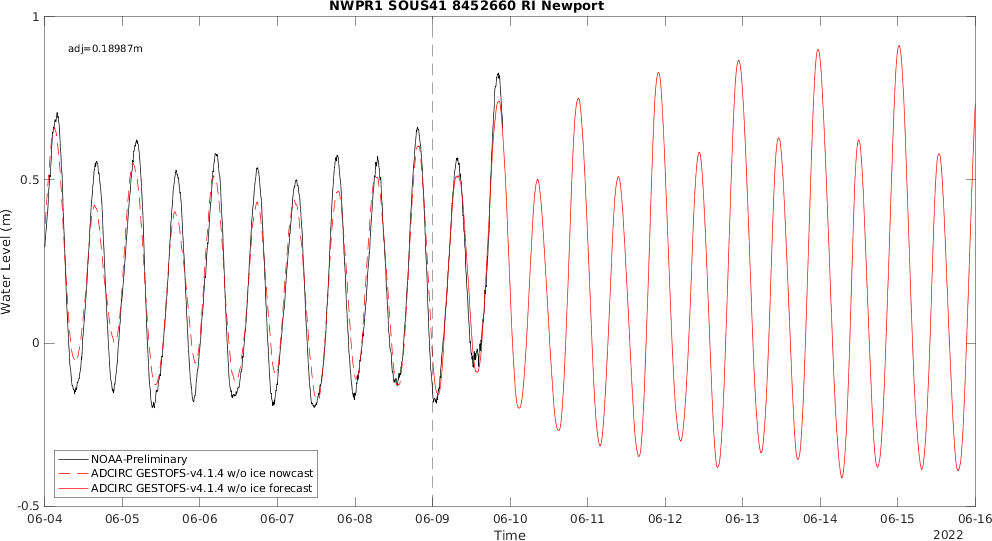 NWPR1 SOUS41 8452660 RI Newport
adj=0.18987m
1
0.5
0
-0.5
Water Level (m)
NOAA-Preliminary
ADCIRC GESTOFS-v4.1.4 w/o ice nowcast
ADCIRC GESTOFS-v4.1.4 w/o ice forecast
06-04 06-05 06-06 06-07 06-08 06-09 06-10 06-11 06-12 06-13 06-14 06-15 06-16
Time
2022